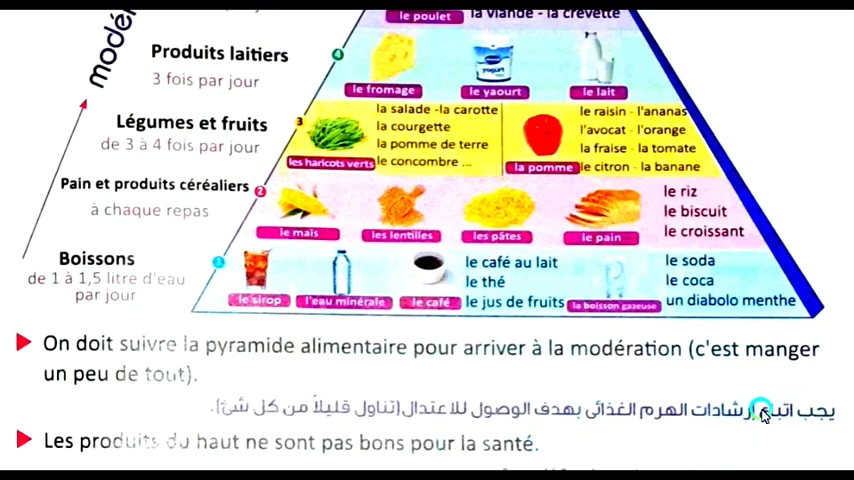 le poulet la viande - la crevette
modér
Produits laitiers
3 fois par jour
4
yogurt
le fromage le yaourt le lait
Légumes et fruits
de 3 à 4 fois par jour
3
la salade -la carotte
la courgette
la pomme de terre
le concombre ...
les haricots verts
le raisin - l'ananas
l'avocat - l'orange
la fraise - la tomate
le citron - la banane
la pomme
Pain et produits céréaliers
à chaque repas
2
le maïs les lentilles les pâtes le pain
le riz
le biscuit
le croissant
Boissons
de 1 à 1,5 litre d'eau
par jour
le sirop l'eau minérale le café
le café au lait
le thé
le jus de fruits
la boisson gazeuse
le soda
le coca
un diabolo menthe
On doit suivre la pyramide alimentaire pour arriver à la modération (c'est manger
un peu de tout).
يجب اتباع إرشادات الهرم الغذائى بهدف الوصول للاعتدال(تناول قليلاً من كل شئ).
Les produits du haut ne sont pas bons pour la santé.